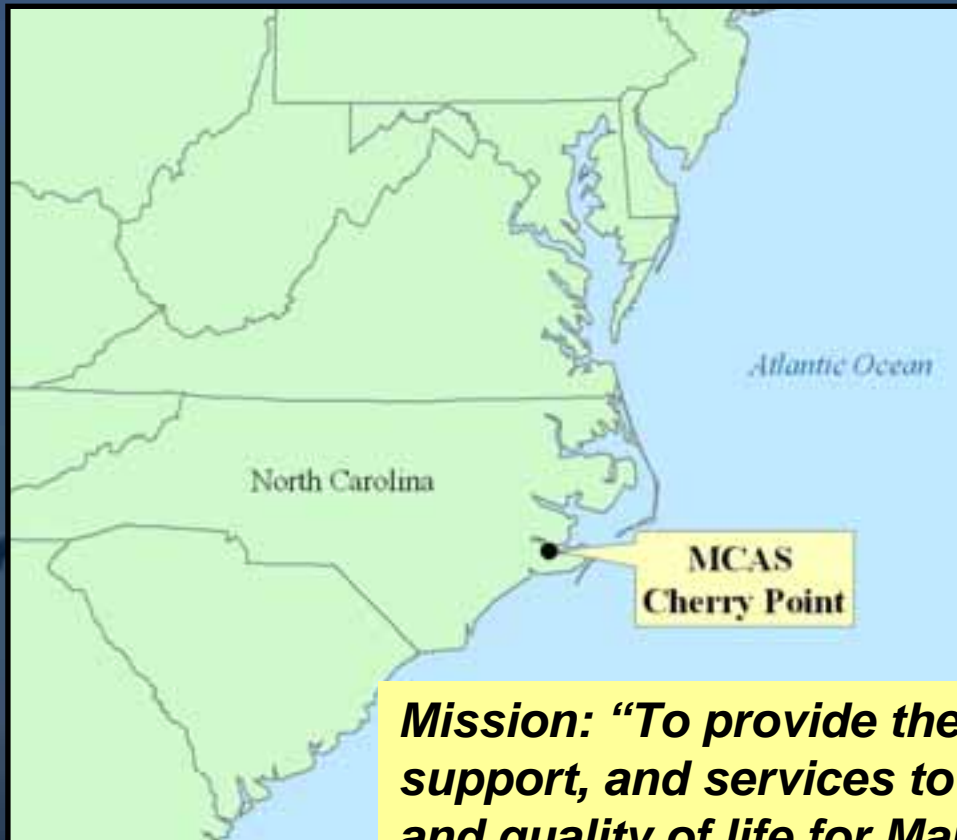 Atlantic Ocean
North Carolina
MCAS
Cherry Point
Mission: “To provide the
support, and services to
and quality of life for